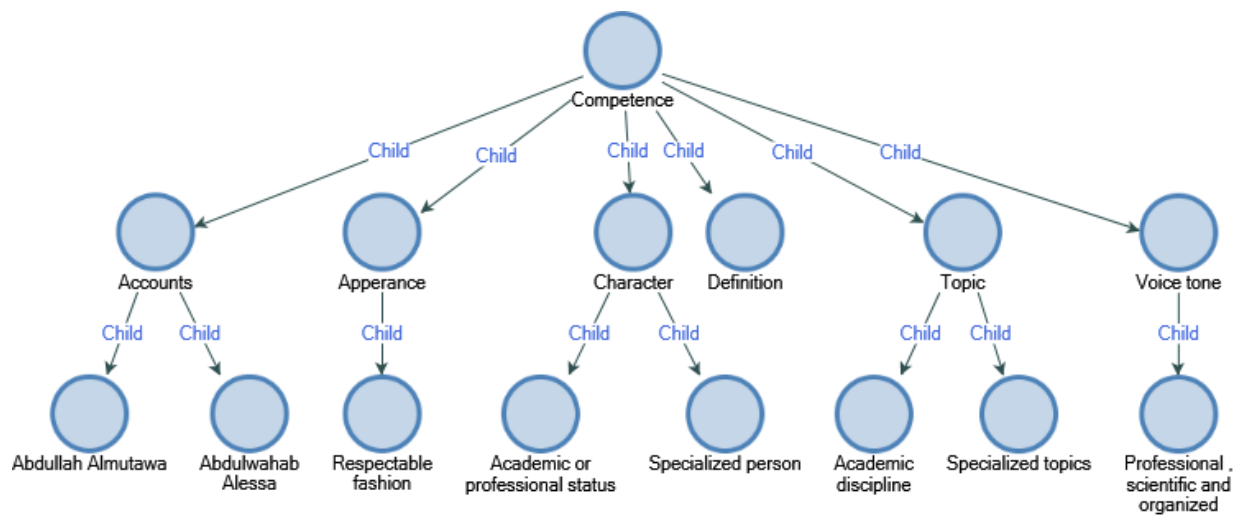 Competence
Child Child Child Child Child Child
Accounts Apperance Character Definition Topic Voice tone
Child Child Child Child Child Child Child Child
Abdullah Almutawa
Abdulwahab
Alessa
Respectable
fashion
Academic or
professional status
Specialized person
Academic
discipline
Specialized topics
Professional ,
scientific and
organized